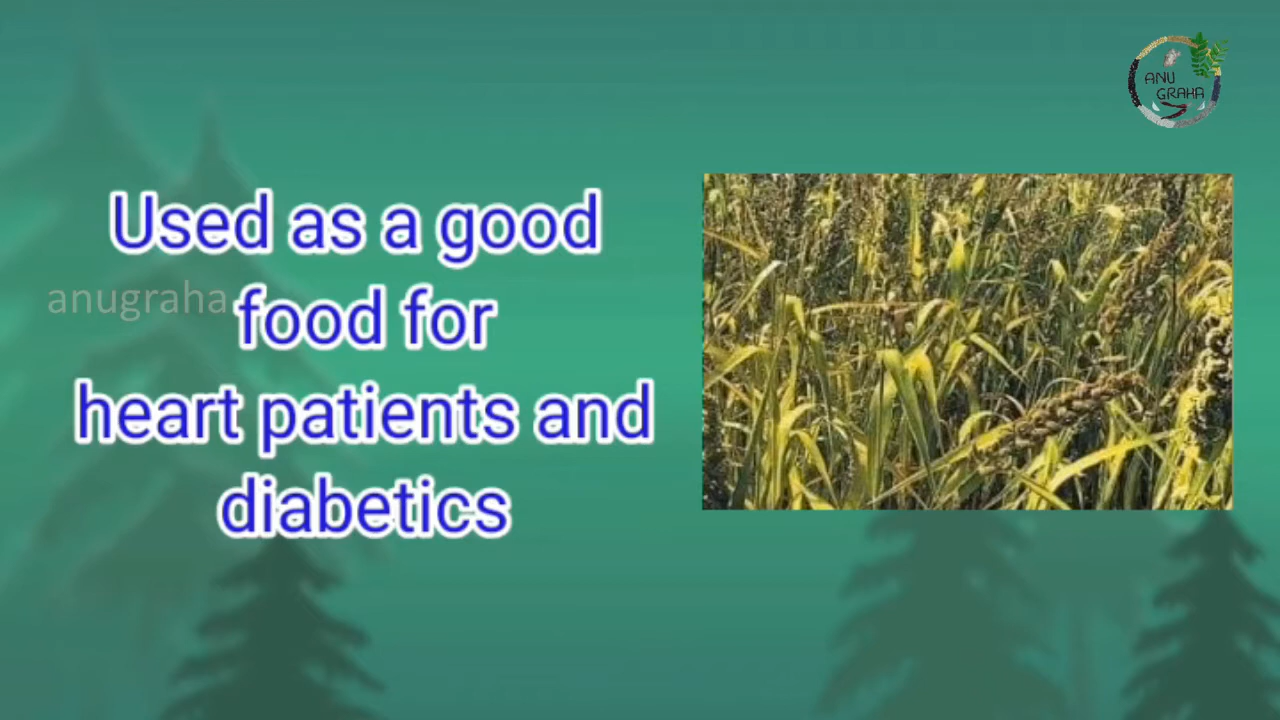 ANU
GRAHA
Used as a good
anugraha
food for
heart patients and
diabetics